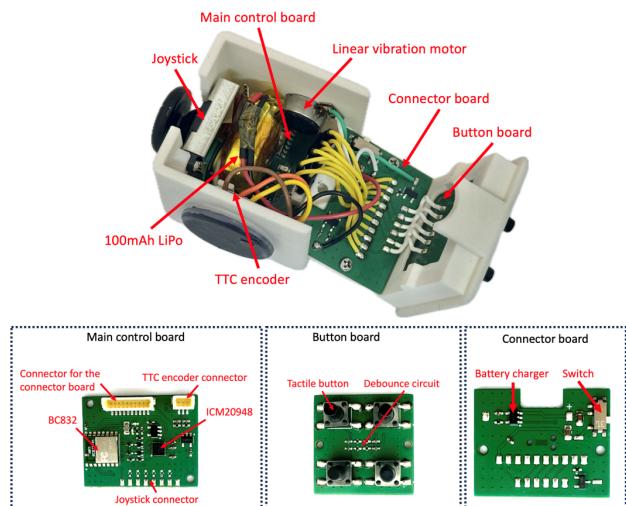 Main control board
Linear vibration motor
Joystick
Connector board
Button board
100mAh LiPo
TTC encoder
Main control board
Connector for the
connector board
TTC encoder connector
BC832
ICM20948
Joystick connector
Button board
Tactile button
Debounce circuit
Connector board
Battery charger
Switch